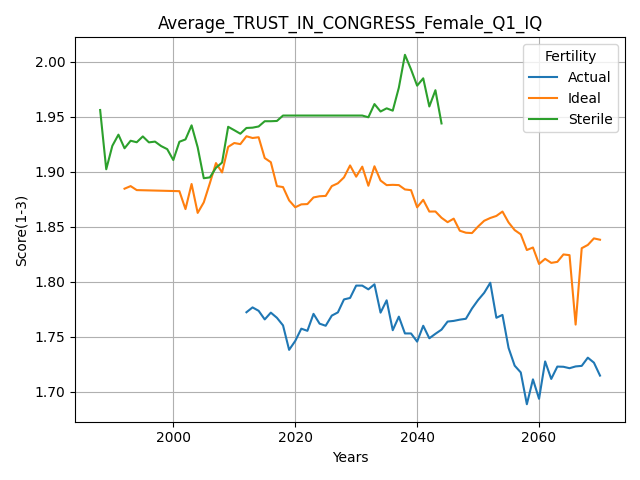 Average_TRUST_IN_CONGRESS_Female_Q1_IQ
Fertility
Actual
Ideal
Sterile
Score(1-3)
2.00
1.95
1.90
1.85
1.80
1.75
1.70
2000
2020
2040
2060
Years